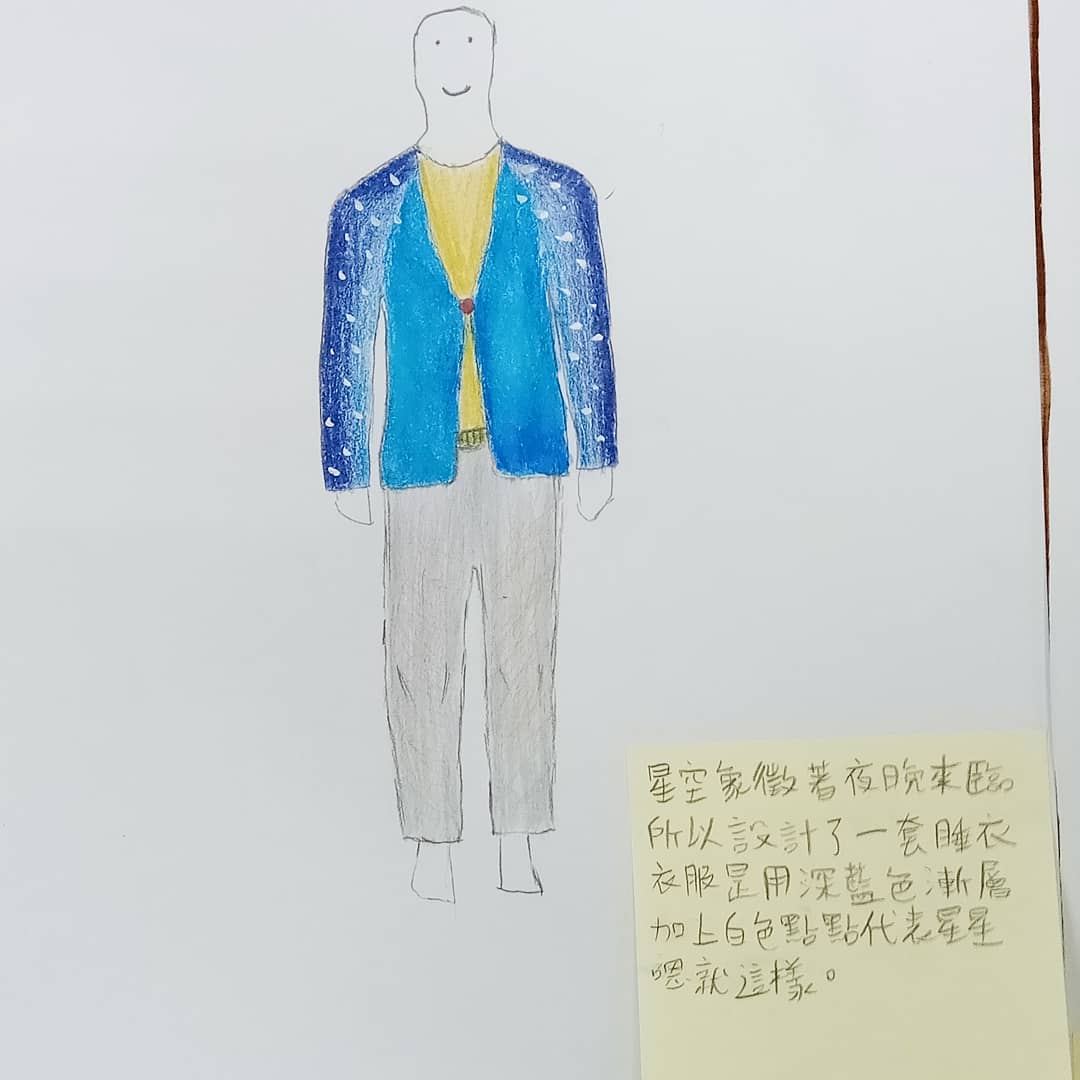 星空象徵著夜晚來臨
所以設計了一套睡衣
衣服是用深藍色漸層
加上白色點點代表星星
嗯就這樣。